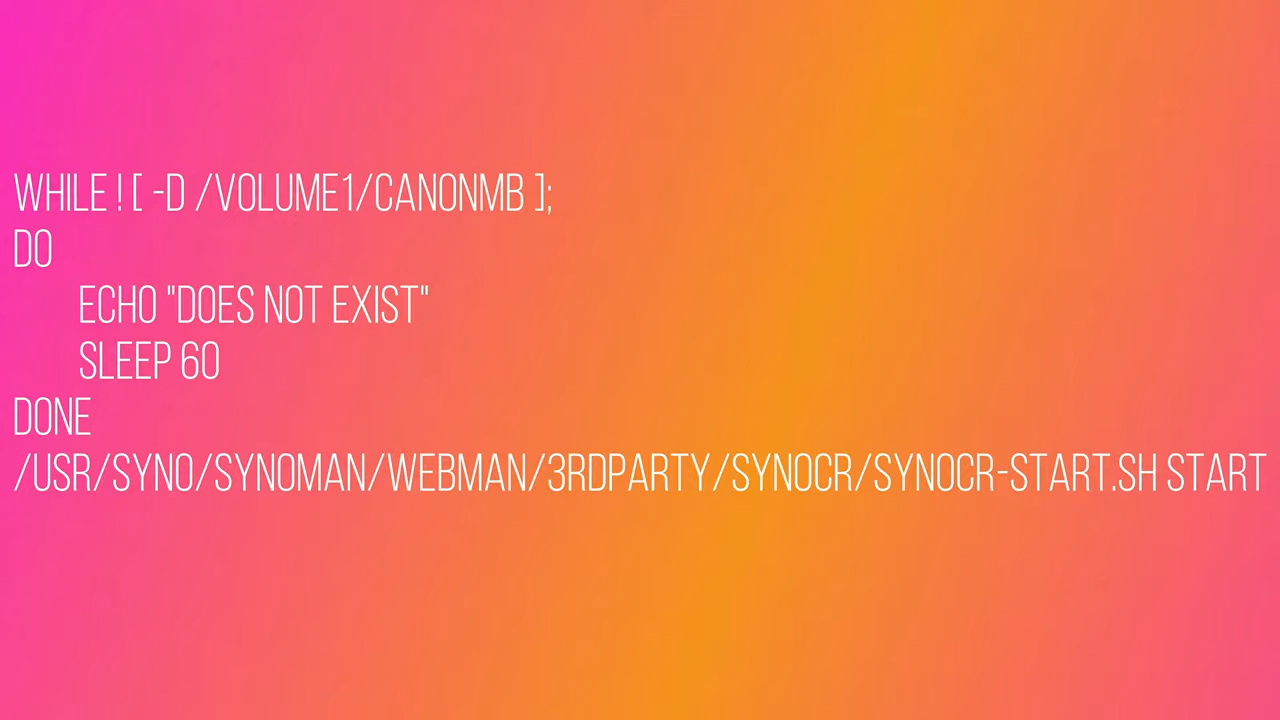 WHILE ! [ -D /VOLUME1/CANONMB ];
DO
ECHO "DOES NOT EXIST"
SLEEP 60
DONE
/USR/SYNO/SYNOMAN/WEBMAN/3RDPARTY/SYNOCR/SYNOCR-START.SH START